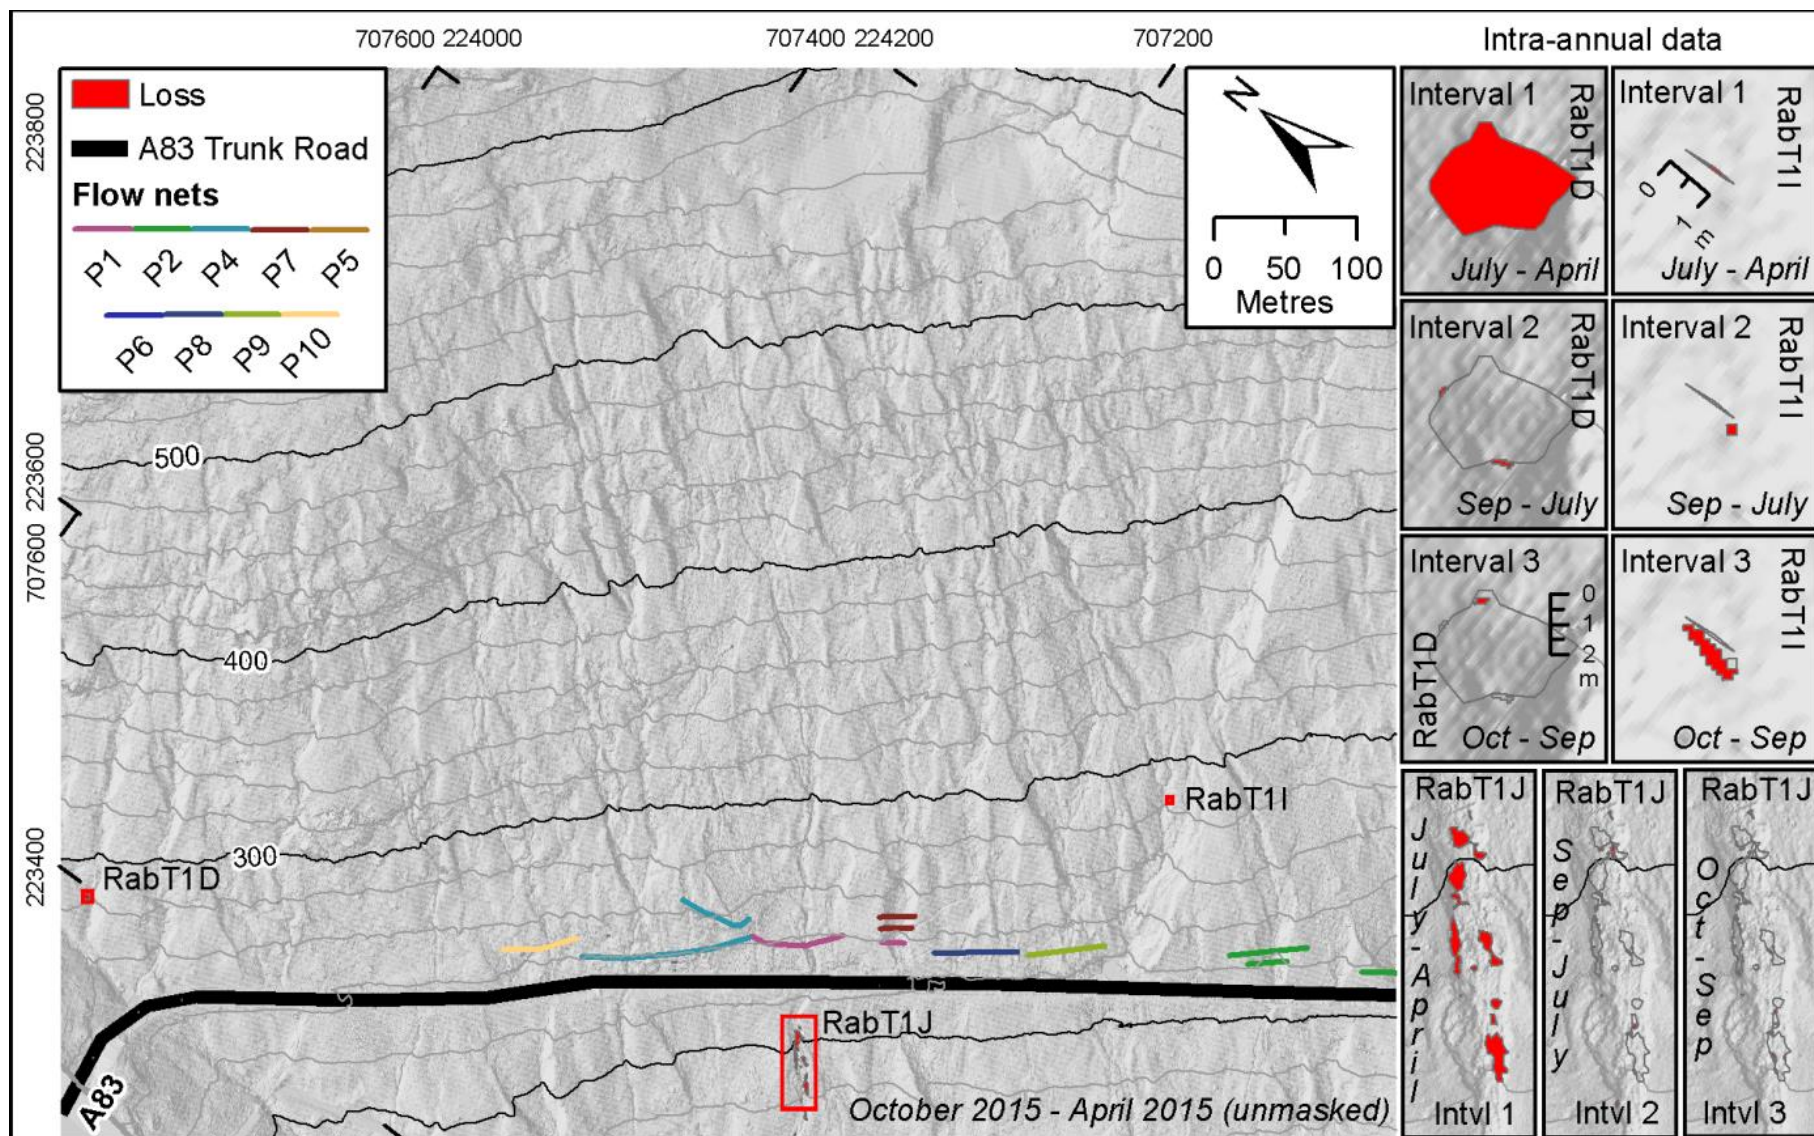 707600 224000
707400 224200
707200
Intra-annual data
223800
223600
707600
223400
Loss
A83 Trunk Road
Flow nets
P1 P2 P4 P7 P5
P6 P8 P9 P10
N
0 50 100
Metres
500
400
300
RabT1D
RabT1I
RabT1J
A83
October 2015 - April 2015 (unmasked)
Interval 1
RabT1D
July - April
Interval 1
RabT1I
0
1 m
July - April
Interval 2
RabT1D
Sep - July
Interval 2
RabT1I
Sep - July
Interval 3
RabT1D
0
1
2
m
Oct - Sep
Interval 3
RabT1I
Oct - Sep
RabT1J
July-April
Intvl 1
RabT1J
Sep-July
Intvl 2
RabT1J
Oct-Sep
Intvl 3